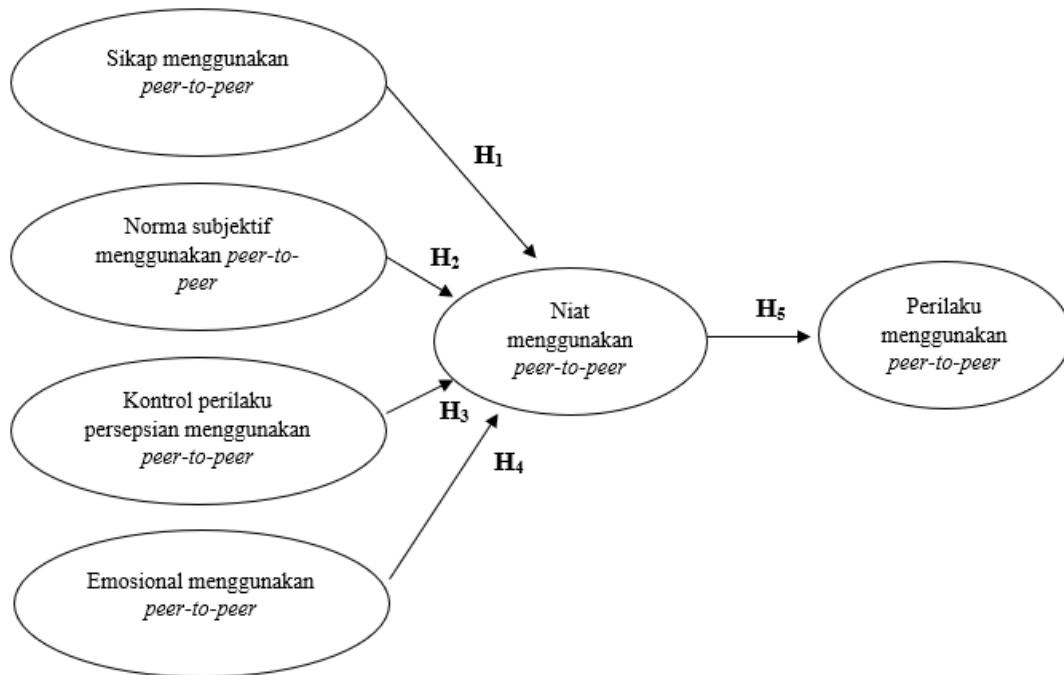 Sikap menggunakan
peer-to-peer
H₁
Norma subjektif
menggunakan peer-to-
peer
H₂
Niat
menggunakan
peer-to-peer
H₅
Perilaku
menggunakan
peer-to-peer
Kontrol perilaku
persepsian menggunakan
peer-to-peer
H₃
H₄
Emosional menggunakan
peer-to-peer